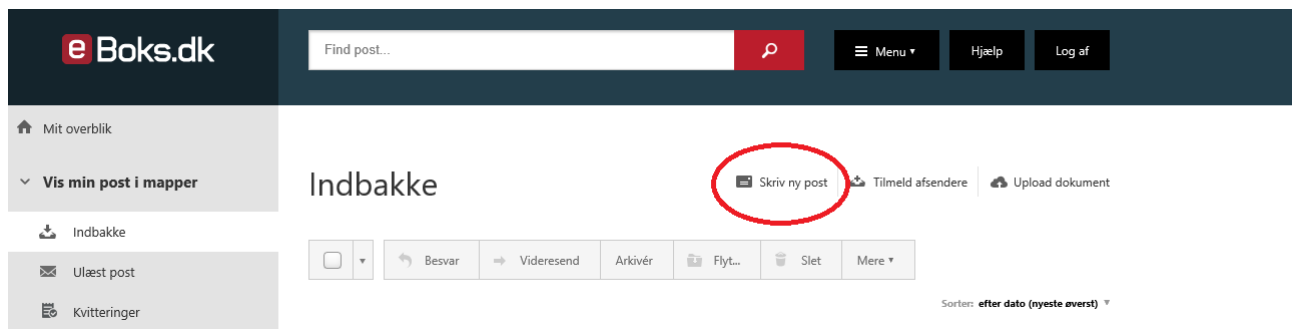 e Boks.dk
Find post...
Menu
Hjælp
Log af
Mit overblik
Vis min post i mapper
Indbakke
Ulæst post
Kvitteringer
Indbakke
Skriv ny post
Tilmeld afsendere
Upload dokument
Besvar
Videresend
Arkivér
Flyt...
Slet
Mere
Sorter: efter dato (nyeste øverst)